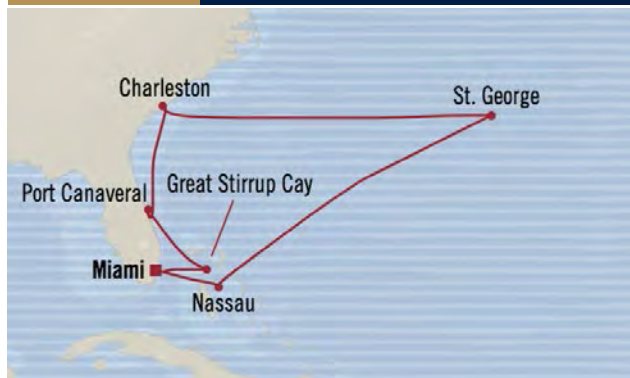 Charleston
St. George
Port Canaveral
Great Stirrup Cay
Miami
Nassau